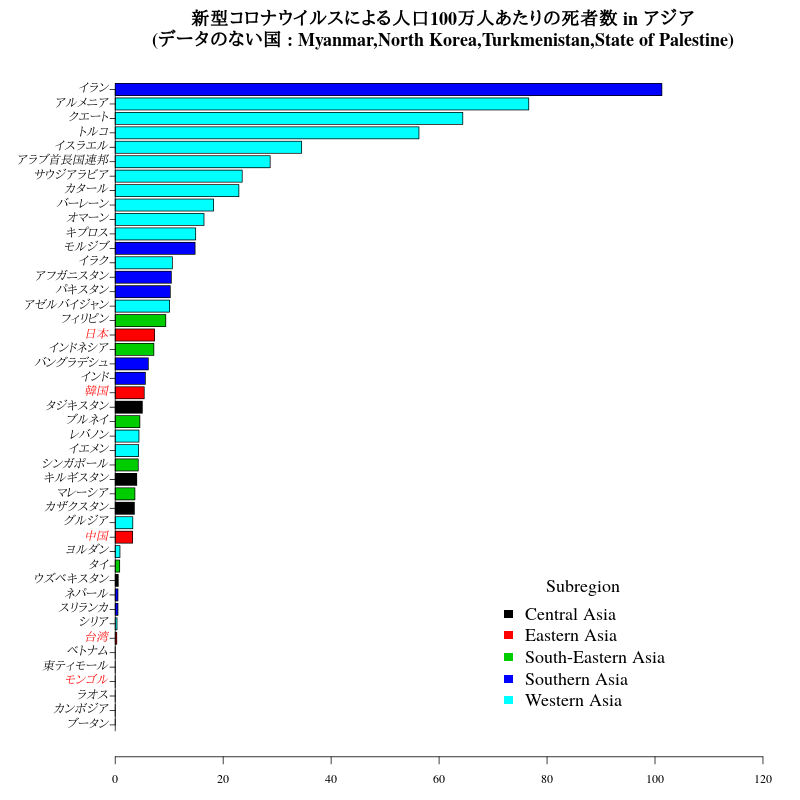 新型コロナウイルスによる人口100万人あたりの死者数 in アジア
(データのない国 : Myanmar,North Korea,Turkmenistan,State of Palestine)
イラン
アルメニア
クエート
トルコ
イスラエル
アラブ首長国連邦
サウジアラビア
カタール
バーレーン
オマーン
キプロス
モルジブ
イラク
アフガニスタン
パキスタン
アゼルバイジャン
フィリピン
日本
インドネシア
バングラデシュ
インド
韓国
タジキスタン
ブルネイ
レバノン
イエメン
シンガポール
キルギスタン
マレーシア
カザクスタン
グルジア
中国
ヨルダン
タイ
ウズベキスタン
ネパール
スリランカ
シリア
台湾
ベトナム
東ティモール
モンゴル
ラオス
カンボジア
ブータン
Subregion
Central Asia
Eastern Asia
South-Eastern Asia
Southern Asia
Western Asia
0 20 40 60 80 100 120